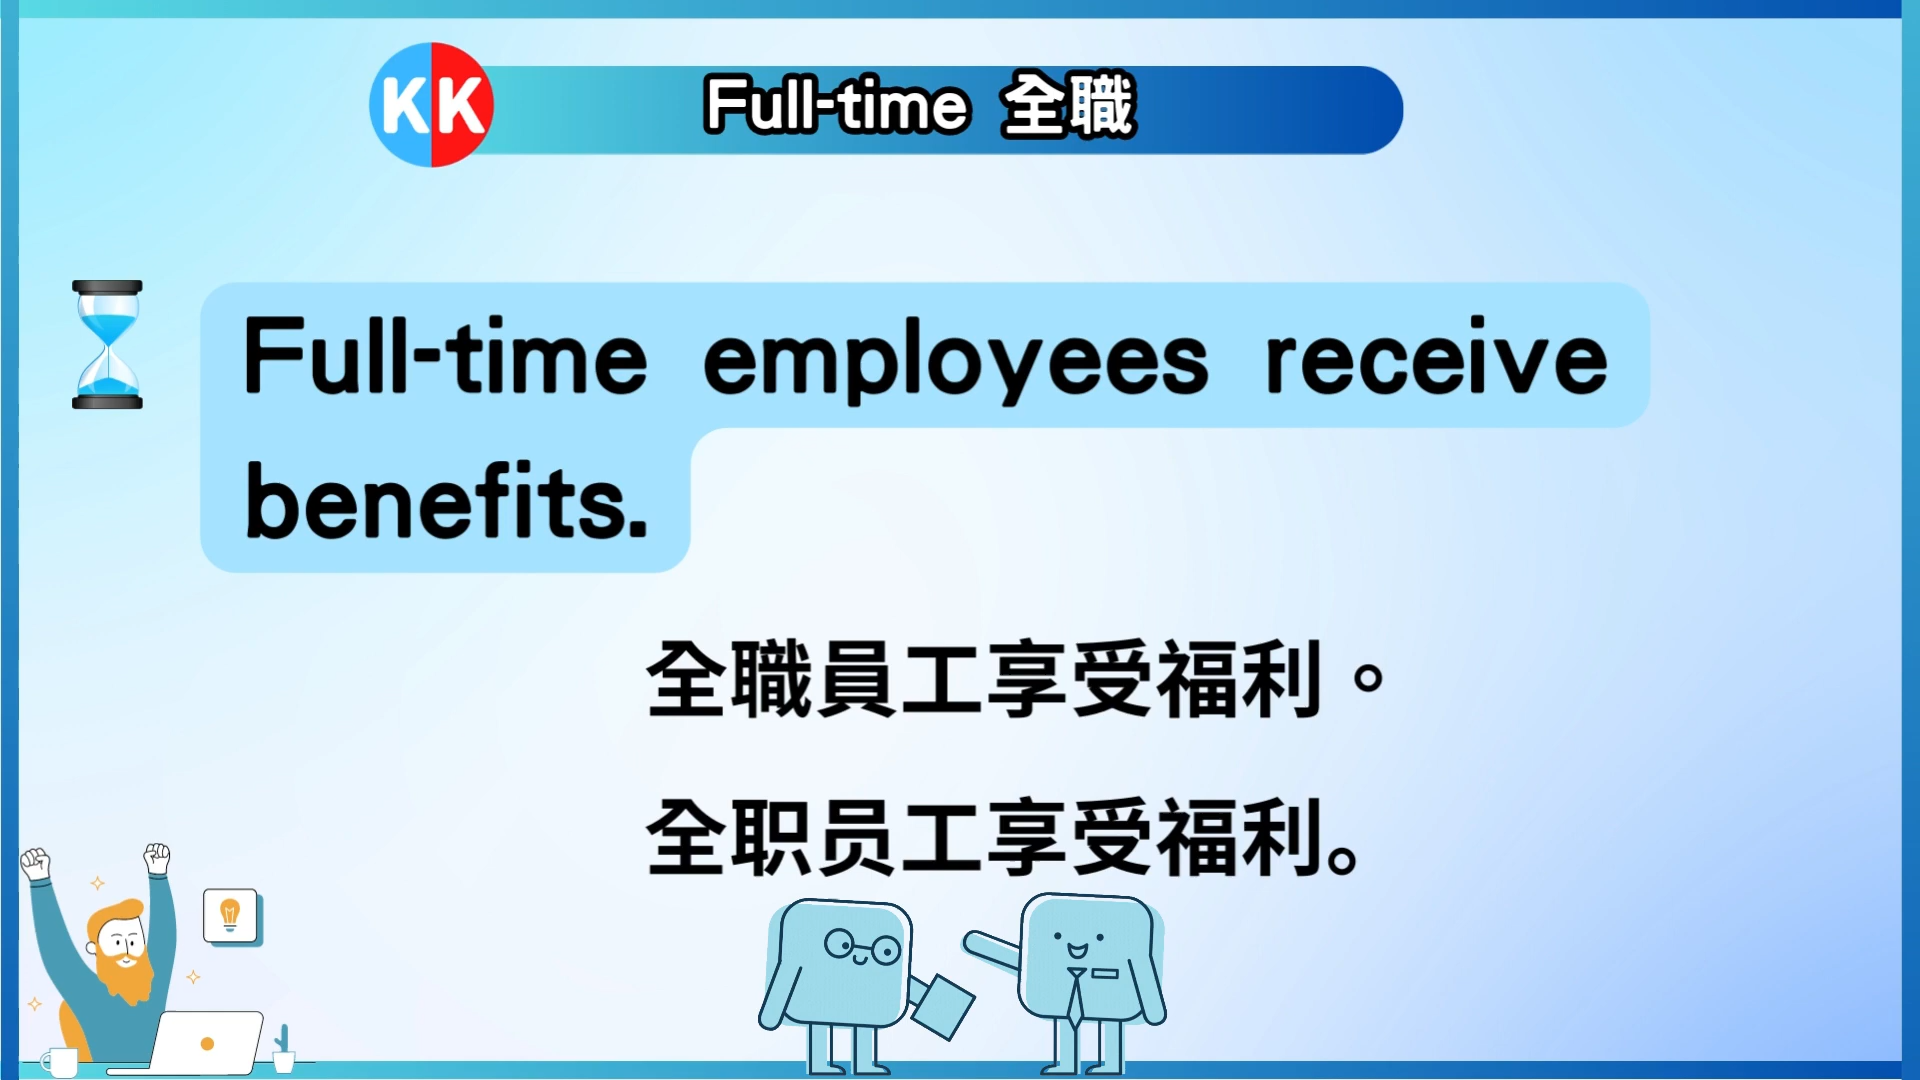 KK
Full-time 全職
Full-time employees receive
benefits.
全職員工享受福利。
全职员工享受福利。